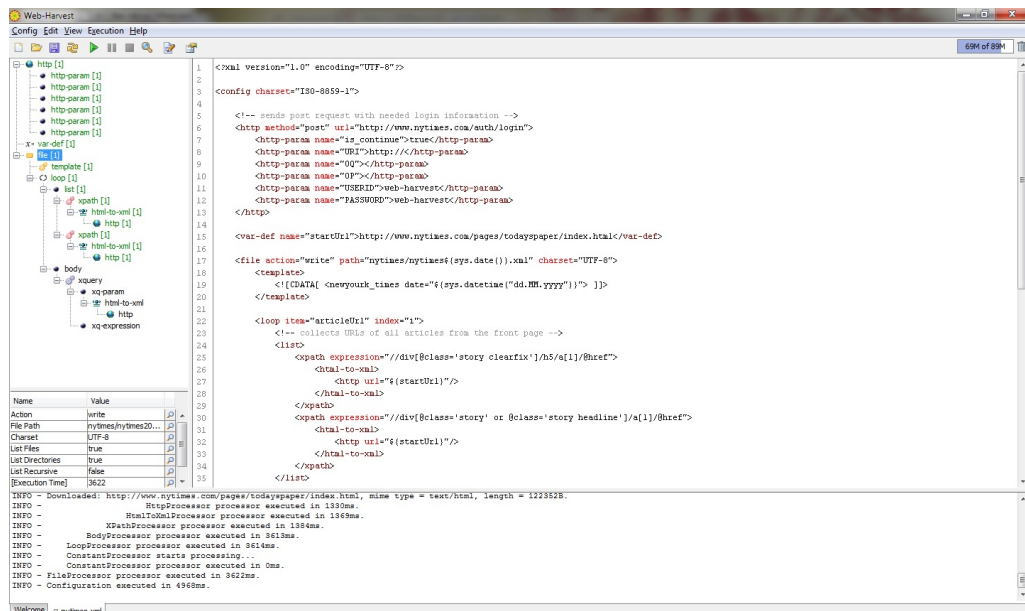 Web-Harvest
Config Edit View Execution Help
69M of 89M
http [1]
http-param [1]
http-param [1]
http-param [1]
http-param [1]
http-param [1]
http-param [1]
x= var-def [1]
file [1]
template [1]
loop [1]
list [1]
xpath [1]
html-to-xml [1]
http [1]
xpath [1]
html-to-xml [1]
http [1]
body
xquery
xq-param
html-to-xml
http
xq-expression
Name Value
Action write
File Path nytimes/nytimes20...
Charset UTF-8
List Files true
List Directories true
List Recursive false
[Execution Time] 3622
1 <?xml version="1.0" encoding="UTF-8"?>
2
3 <config charset="ISO-8859-1">
4
5 <!-- sends post request with needed login information -->
6 <http method="post" url="http://www.nytimes.com/auth/login">
7 <http-param name="is_continue">true</http-param>
8 <http-param name="URI">http://</http-param>
9 <http-param name="OQ"></http-param>
10 <http-param name="OP"></http-param>
11 <http-param name="USERID">web-harvest</http-param>
12 <http-param name="PASSWORD">web-harvest</http-param>
13 </http>
14
15 <var-def name="startUrl">http://www.nytimes.com/pages/todayspaper/index.html</var-def>
16
17 <file action="write" path="nytimes/nytimes${sys.date()}.xml" charset="UTF-8">
18 <template>
19 <![CDATA[ <newyourk_times date="${sys.datetime("dd.MM.yyyy")}"> ]]>
20 </template>
21
22 <loop item="articleUrl" index="i">
23 <!-- collects URLs of all articles from the front page -->
24 <list>
25 <xpath expression="//div[@class='story clearfix']/h5/a[1]/@href">
26 <html-to-xml>
27 <http url="${startUrl}"/>
28 </html-to-xml>
29 </xpath>
30 <xpath expression="//div[@class='story' or @class='story headline']/a[1]/@href">
31 <html-to-xml>
32 <http url="${startUrl}"/>
33 </html-to-xml>
34 </xpath>
35 </list>
INFO - Downloaded: http://www.nytimes.com/pages/todayspaper/index.html, mime type = text/html, length = 122352B.
INFO - HttpProcessor processor executed in 1330ms.
INFO - HtmlToXmlProcessor processor executed in 1369ms.
INFO - XPathProcessor processor executed in 1384ms.
INFO - BodyProcessor processor executed in 3613ms.
INFO - LoopProcessor processor executed in 3614ms.
INFO - ConstantProcessor starts processing...
INFO - ConstantProcessor processor executed in 0ms.
INFO - FileProcessor processor executed in 3622ms.
INFO - Configuration executed in 4968ms.
Welcome nytimes.xml